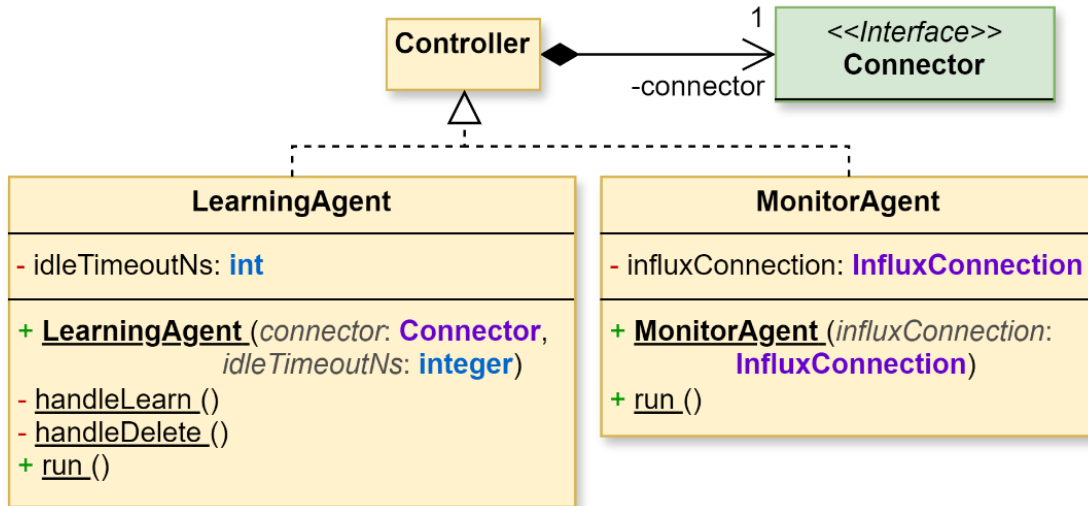 Controller
1
-connector
<<Interface>>
Connector
LearningAgent
- idleTimeoutNs: int
+ LearningAgent (connector: Connector,
idleTimeoutNs: integer)
- handleLearn ()
- handleDelete ()
+ run ()
MonitorAgent
- influxConnection: InfluxConnection
+ MonitorAgent (influxConnection:
InfluxConnection)
+ run ()